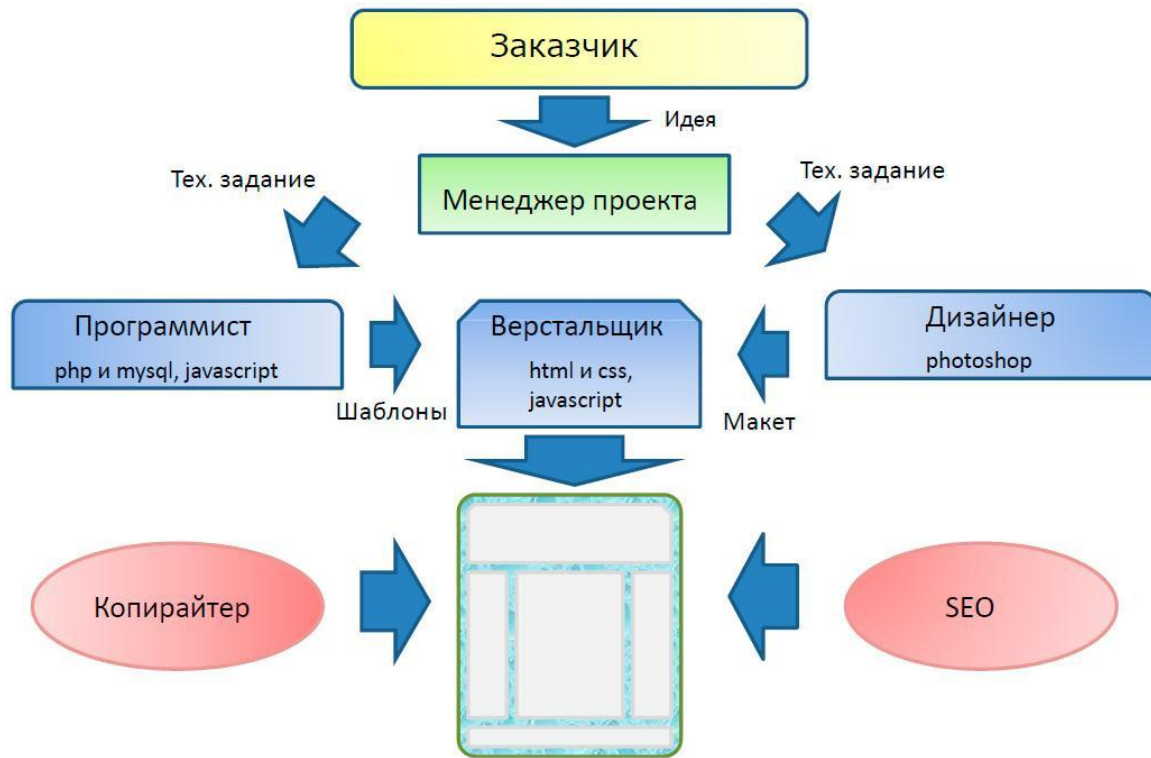 Заказчик
Идея
Тех. задание
Тех. задание
Менеджер проекта
Программист
php и mysql, javascript
Шаблоны
Верстальщик
html и css,
javascript
Дизайнер
photoshop
Макет
Копирайтер
SEO